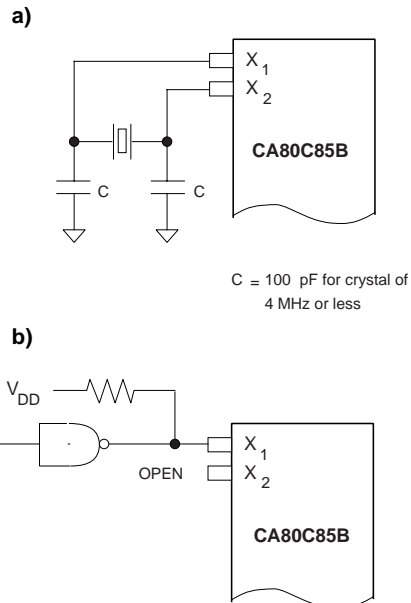 a)
X1
X2
CA80C85B
C
C
C = 100 pF for crystal of
4 MHz or less
b)
VDD
X1
OPEN
X2
CA80C85B